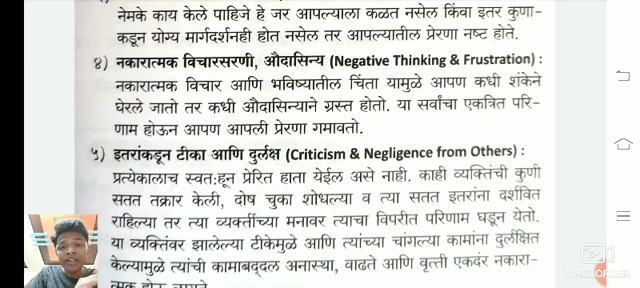 नेमके काय केले पाहिजे हे जर आपल्याला कळत नसेल किंवा इतर कुणा-
कडून योग्य मार्गदर्शनही होत नसेल तर आपल्यातील प्रेरणा नष्ट होते.
४) नकारात्मक विचारसरणी, औदासिन्य (Negative Thinking & Frustration) :
नकारात्मक विचार आणि भविष्यातील चिंता यामुळे आपण कधी शंकेने
घेरले जातो तर कधी औदासिन्याने ग्रस्त होतो. या सर्वांचा एकत्रित परि-
णाम होऊन आपण आपली प्रेरणा गमावतो.
५) इतरांकडून टीका आणि दुर्लक्ष (Criticism & Negligence from Others) :
प्रत्येकालाच स्वत:हून प्रेरित हाता येईल असे नाही. काही व्यक्तिंची कुणी
सतत तक्रार केली, दोष चुका शोधल्या व त्या सतत इतरांना दर्शवित
राहिल्या तर त्या व्यक्तींच्या मनावर त्याचा विपरीत परिणाम घडून येतो.
या व्यक्तिंवर झालेल्या टीकेमुळे आणि त्यांच्या चांगल्या कामांना दुर्लक्षित
केल्यामुळे त्यांची कामाबद्दल अनास्था, वाढते आणि वृत्ती एकदंर नकारा-
RECORDER